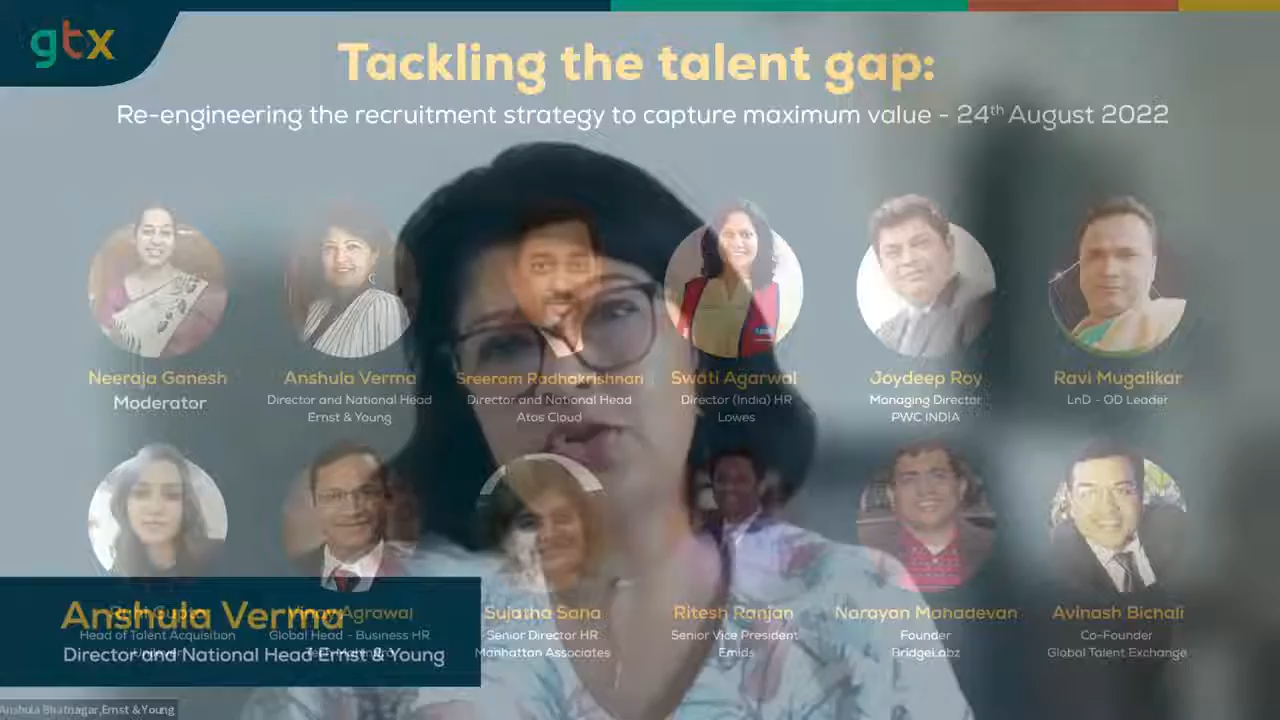 gtx
Tackling the talent gap:
Re-engineering the recruitment strategy to capture maximum value - 24th August 2022
Neeraja Ganesh
Moderator
Anshula Verma
Director and National Head
Ernst & Young
Sreeram Radhakrishnan
Director and National Head
Atos Cloud
Swati Agarwal
Director (India) HR
Lowes
Joydeep Roy
Managing Director
PWC INDIA
Ravi Mugalikar
LnD - OD Leader
Head of Talent Acquisition
Agrawal
Global Head - Business HR
Sujatha Sana
Senior Director HR
Manhattan Associates
Ritesh Ranjan
Senior Vice President
Emids
Narayan Mahadevan
Founder
BridgeLabz
Avinash Bichali
Co-Founder
Global Talent Exchange
Anshula Verma
Director and National Head Ernst & Young
Anshula Bhatnagar,Ernst &Young